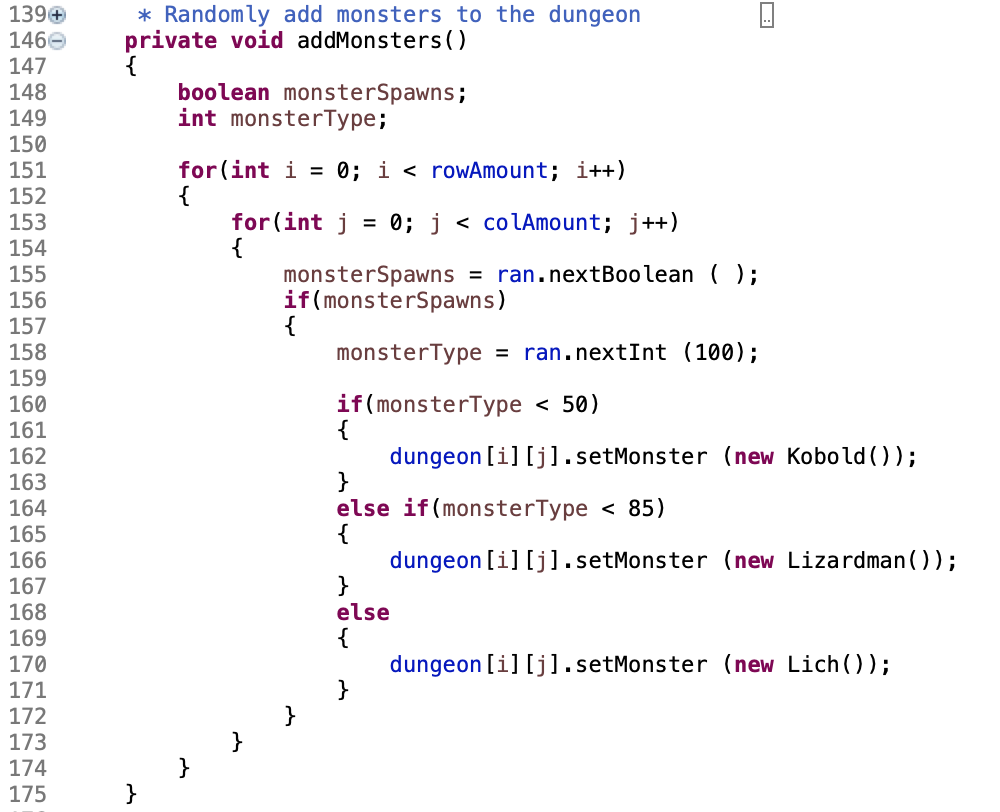 139 * Randomly add monsters to the dungeon
146 private void addMonsters()
147 {
148     boolean monsterSpawns;
149     int monsterType;
150
151     for(int i = 0; i < rowAmount; i++)
152     {
153         for(int j = 0; j < colAmount; j++)
154         {
155             monsterSpawns = ran.nextBoolean ( );
156             if(monsterSpawns)
157             {
158                 monsterType = ran.nextInt (100);
159
160                 if(monsterType < 50)
161                 {
162                     dungeon[i][j].setMonster (new Kobold());
163                 }
164                 else if(monsterType < 85)
165                 {
166                     dungeon[i][j].setMonster (new Lizardman());
167                 }
168                 else
169                 {
170                     dungeon[i][j].setMonster (new Lich());
171                 }
172             }
173         }
174     }
175 }